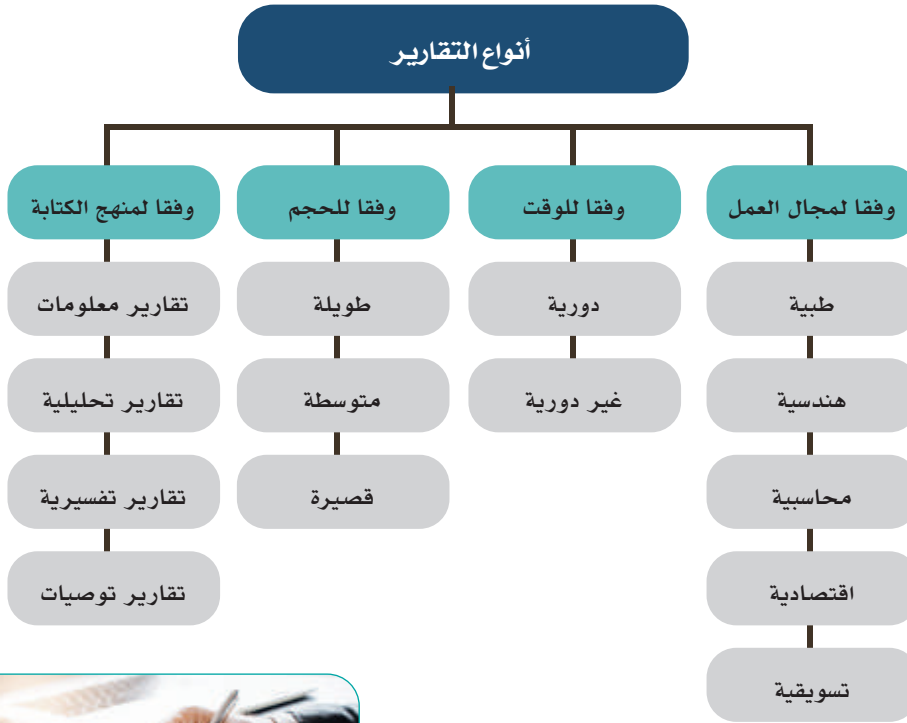 أنواع التقارير
وفقا لمجال العمل
طبية
هندسية
محاسبية
اقتصادية
تسويقية
وفقا للوقت
دورية
غير دورية
وفقا للحجم
طويلة
متوسطة
قصيرة
وفقا لمنهج الكتابة
تقارير معلومات
تقارير تحليلية
تقارير تفسيرية
تقارير توصيات